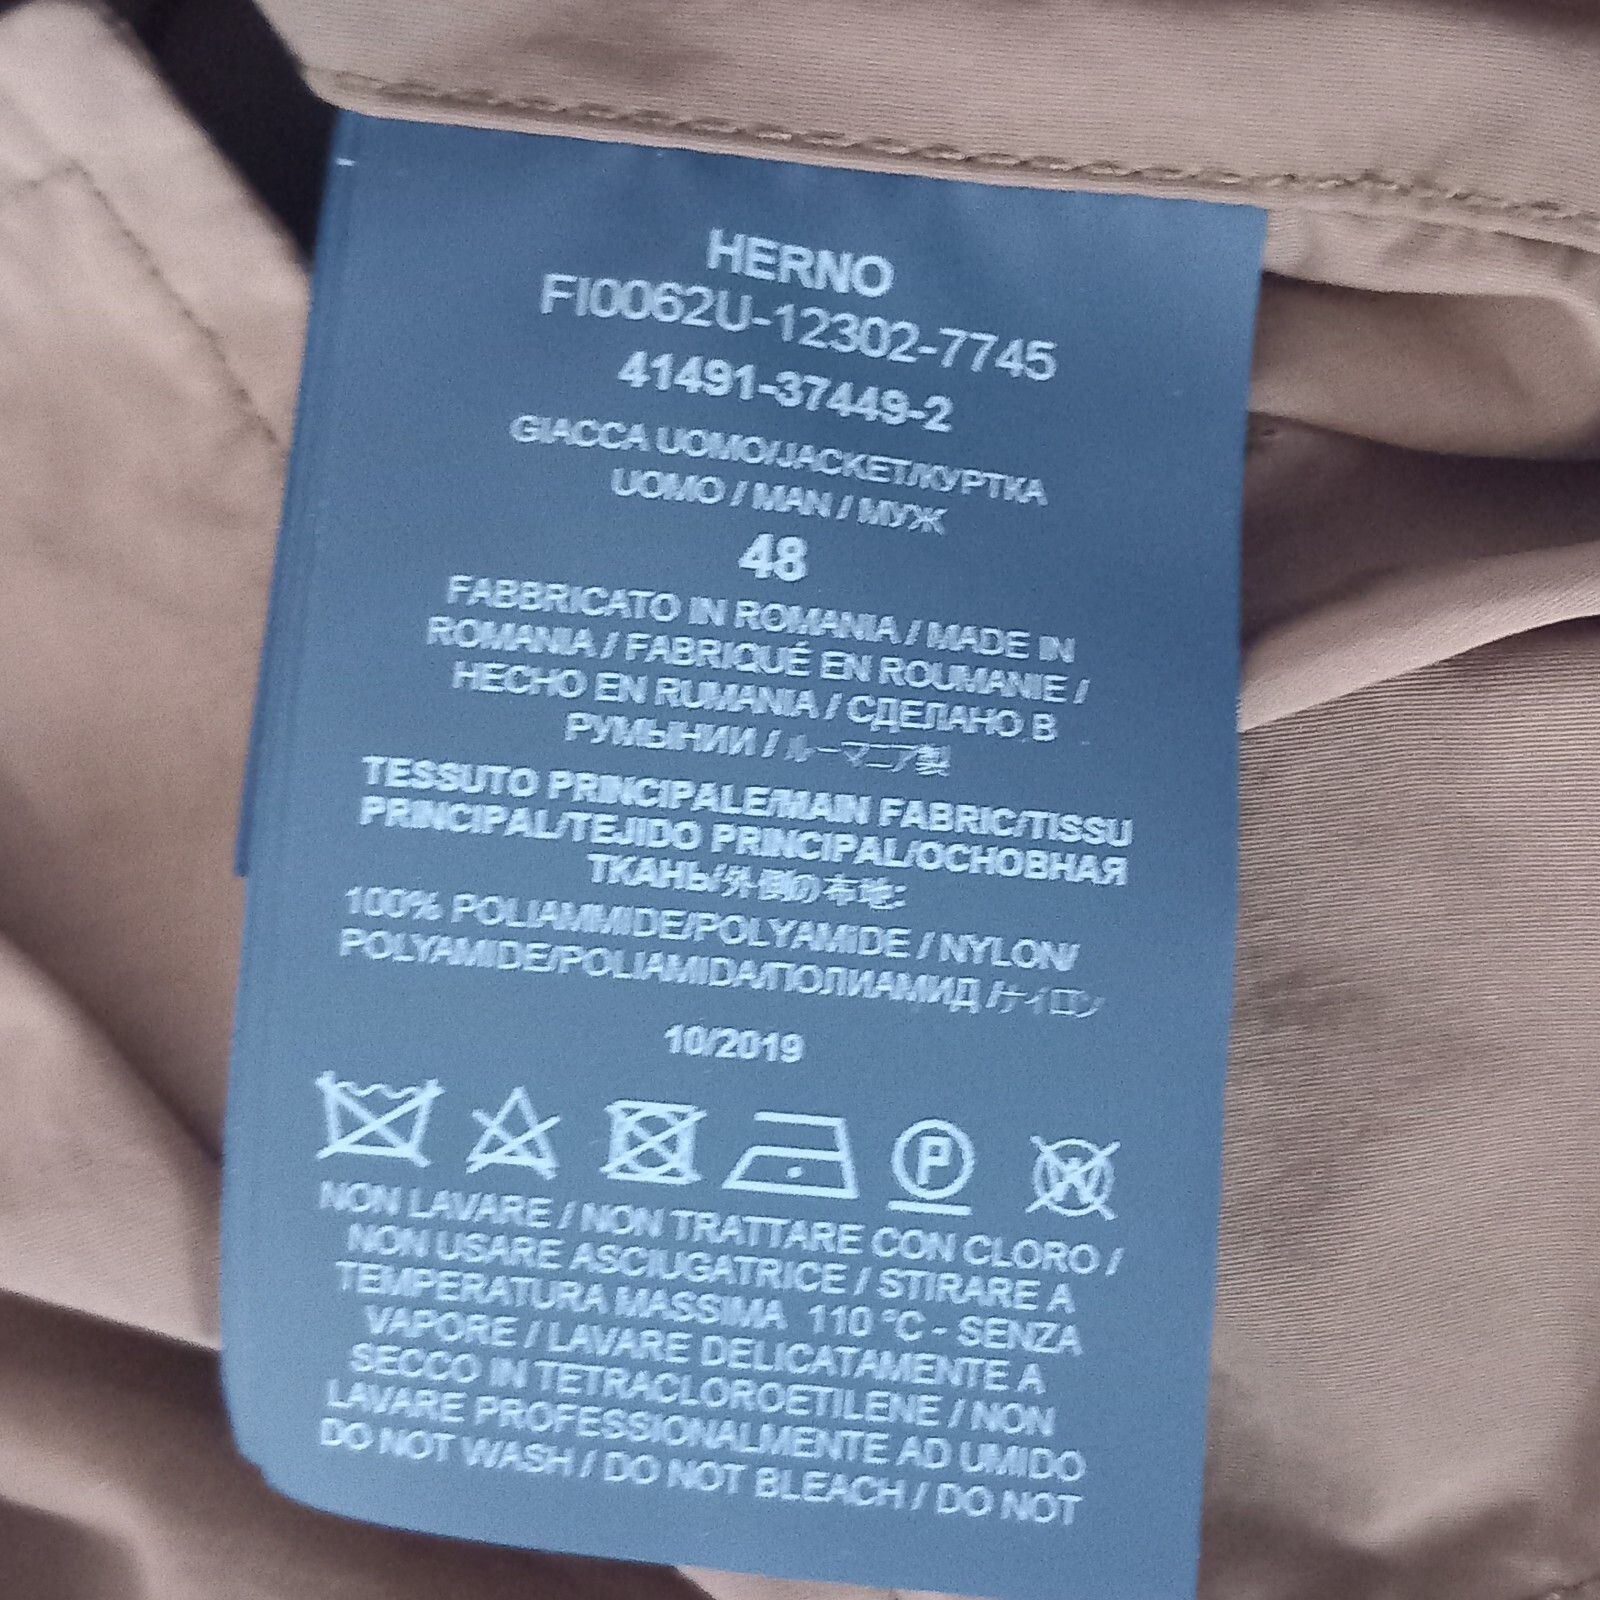 HERNO
FI0062U-12302-7745
41491-37449-2
GIACCA UOMO/JACKET/КУРТКА
UOMO / MAN / МУЖ
48
FABBRICATO IN ROMANIA / MADE IN
ROMANIA / FABRIQUÉ EN ROUMANIE /
HECHO EN RUMANIA / СДЕЛАНО В
РУМЫНИИ / ルーマニア製
TESSUTO PRINCIPALE/MAIN FABRIC/TISSU
PRINCIPAL/TEJIDO PRINCIPAL/ОСНОВНАЯ
ТКАНЬ/外側の布地:
100% POLIAMMIDE/POLYAMIDE / NYLON/
POLYAMIDE/POLIAMIDA/ПОЛИАМИД /ナイロン
10/2019
P W
NON LAVARE / NON TRATTARE CON CLORO /
NON USARE ASCIUGATRICE / STIRARE A
TEMPERATURA MASSIMA 110 °C - SENZA
VAPORE / LAVARE DELICATAMENTE A
SECCO IN TETRACLOROETILENE / NON
LAVARE PROFESSIONALMENTE AD UMIDO
DO NOT WASH / DO NOT BLEACH / DO NOT